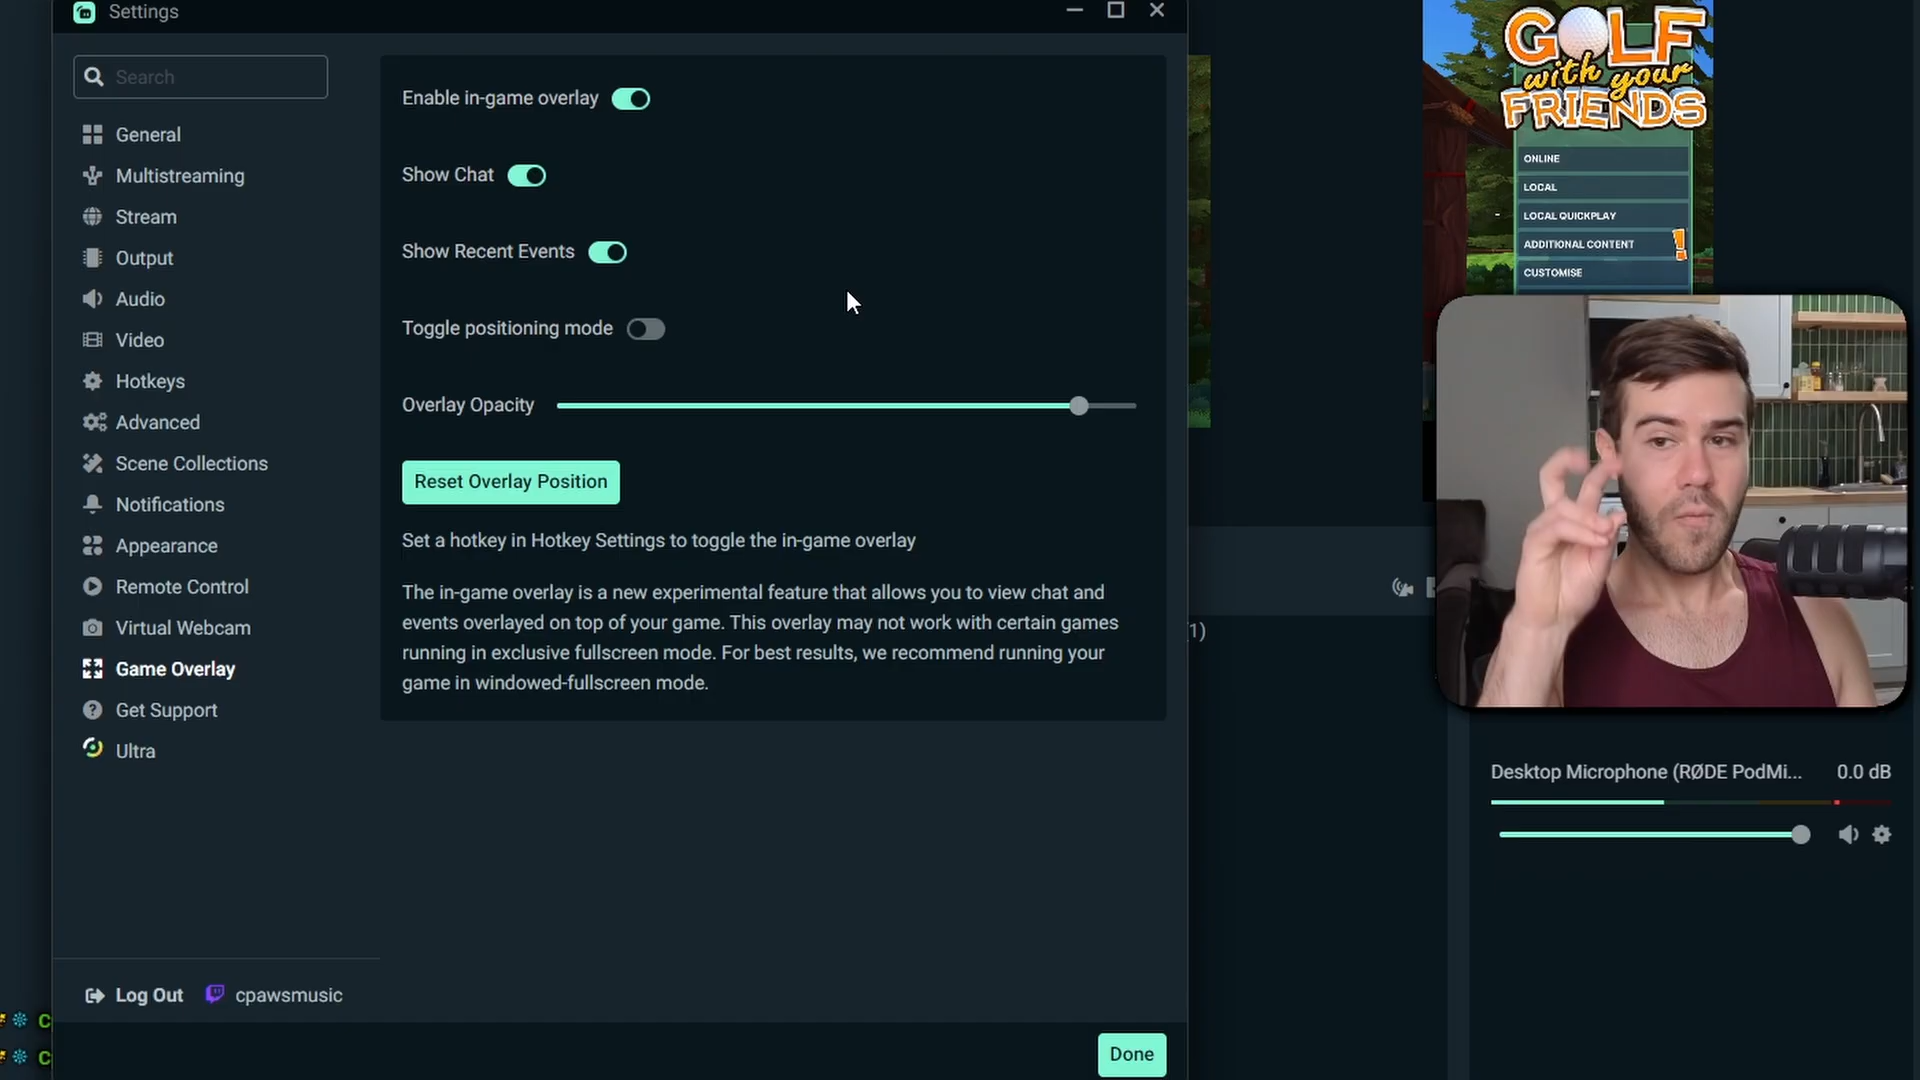 Settings
Search
General
Multistreaming
Stream
Output
Audio
Video
Hotkeys
Advanced
Scene Collections
Notifications
Appearance
Remote Control
Virtual Webcam
Game Overlay
Get Support
Ultra
Log Out
cpawsmusic
Enable in-game overlay
Show Chat
Show Recent Events
Toggle positioning mode
Overlay Opacity
Reset Overlay Position
Set a hotkey in Hotkey Settings to toggle the in-game overlay
The in-game overlay is a new experimental feature that allows you to view chat and
events overlayed on top of your game. This overlay may not work with certain games
running in exclusive fullscreen mode. For best results, we recommend running your
game in windowed-fullscreen mode.
Done
GOLF
with your
FRIENDS
ONLINE
LOCAL
LOCAL QUICKPLAY
ADDITIONAL CONTENT
!
CUSTOMISE
(1)
Desktop Microphone (RØDE PodMi... 0.0 dB
C
C